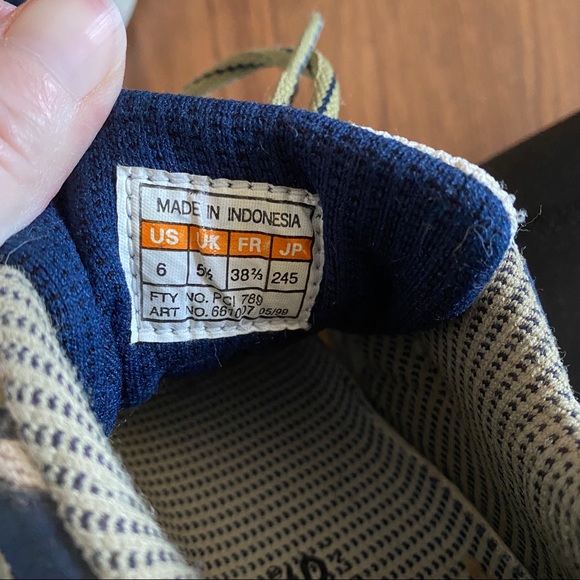 MADE IN INDONESIA
US UK FR JP
6 5½ 38⅔ 245
FTY NO. PCI 789
ART NO. 661007 05/99